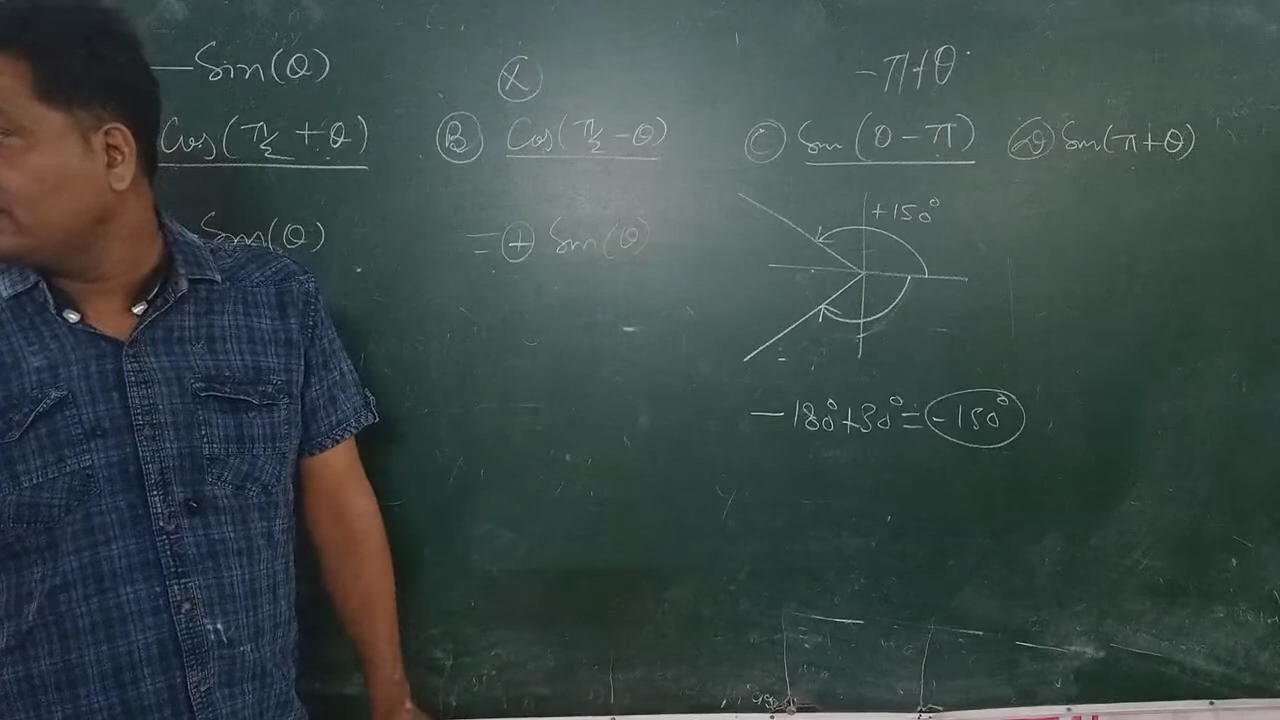 — Sin(θ)
Ⓧ
-π+θ
Cos(π/2 + θ) Ⓑ Cos(π/2 - θ) Ⓒ Sin(θ - π) Ⓓ Sin(π+θ)
Sin(θ) = ⊕ Sin(θ)
+150°
-180°+30°= -150°